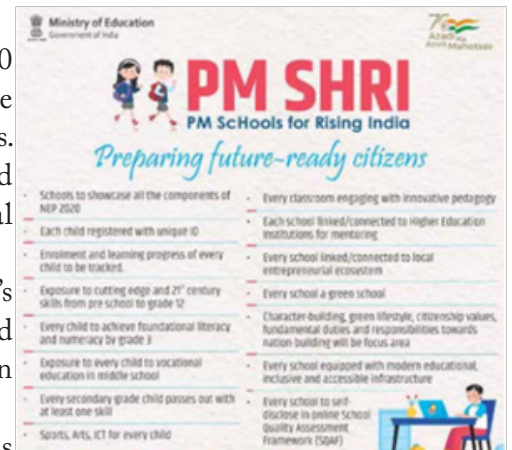 Ministry of Education
Government of India
Azadi Ka
Amrit Mahotsav
0
e
s.
d
al
's
d
n
s
PM SHRI
PM ScHools for Rising India
Preparing future-ready citizens
Schools to showcase all the components of
NEP 2020
Each child registered with unique ID
Enrolment and learning progress of every
child to be tracked.
Exposure to cutting edge and 21st century
skills from pre school to grade 12
Every child to achieve foundational literacy
and numeracy by grade 3
Exposure to every child to vocational
education in middle school
Every secondary grade child passes out with
at least one skill
Sports, Arts, ICT for every child
Every classroom engaging with innovative pedagogy
Each school linked/connected to Higher Education
Institutions for mentoring
Every school linked/connected to local
entrepreneurial ecosystem
Every school a green school
Character-building, green lifestyle, citizenship values,
fundamental duties and responsibilities towards
nation building will be focus area
Every school equipped with modern educational,
inclusive and accessible infrastructure
Every school to self-
disclose in online School
Quality Assessment
Framework (SQAF)